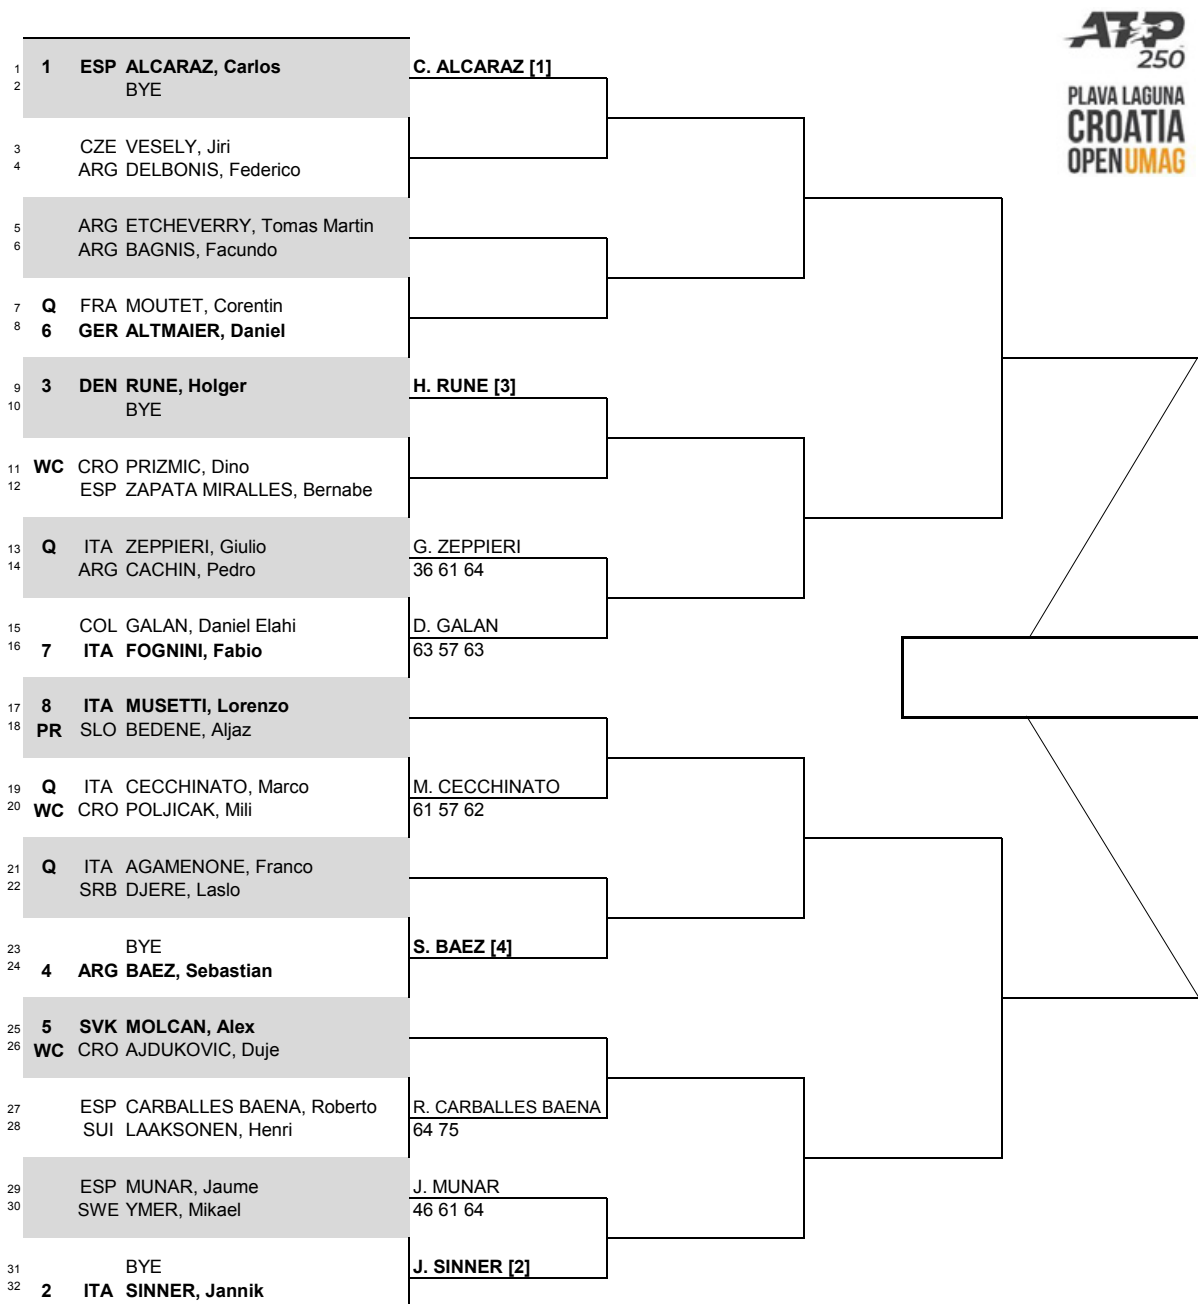 ATP
250
PLAVA LAGUNA
CROATIA
OPEN UMAG
1 1 ESP ALCARAZ, Carlos C. ALCARAZ [1]
2 BYE
3 CZE VESELY, Jiri
4 ARG DELBONIS, Federico
5 ARG ETCHEVERRY, Tomas Martin
6 ARG BAGNIS, Facundo
7 Q FRA MOUTET, Corentin
8 6 GER ALTMAIER, Daniel
9 3 DEN RUNE, Holger H. RUNE [3]
10 BYE
11 WC CRO PRIZMIC, Dino
12 ESP ZAPATA MIRALLES, Bernabe
13 Q ITA ZEPPIERI, Giulio G. ZEPPIERI
14 ARG CACHIN, Pedro 36 61 64
15 COL GALAN, Daniel Elahi D. GALAN
16 7 ITA FOGNINI, Fabio 63 57 63
17 8 ITA MUSETTI, Lorenzo
18 PR SLO BEDENE, Aljaz
19 Q ITA CECCHINATO, Marco M. CECCHINATO
20 WC CRO POLJICAK, Mili 61 57 62
21 Q ITA AGAMENONE, Franco
22 SRB DJERE, Laslo
23 BYE S. BAEZ [4]
24 4 ARG BAEZ, Sebastian
25 5 SVK MOLCAN, Alex
26 WC CRO AJDUKOVIC, Duje
27 ESP CARBALLES BAENA, Roberto R. CARBALLES BAENA
28 SUI LAAKSONEN, Henri 64 75
29 ESP MUNAR, Jaume J. MUNAR
30 SWE YMER, Mikael 46 61 64
31 BYE J. SINNER [2]
32 2 ITA SINNER, Jannik